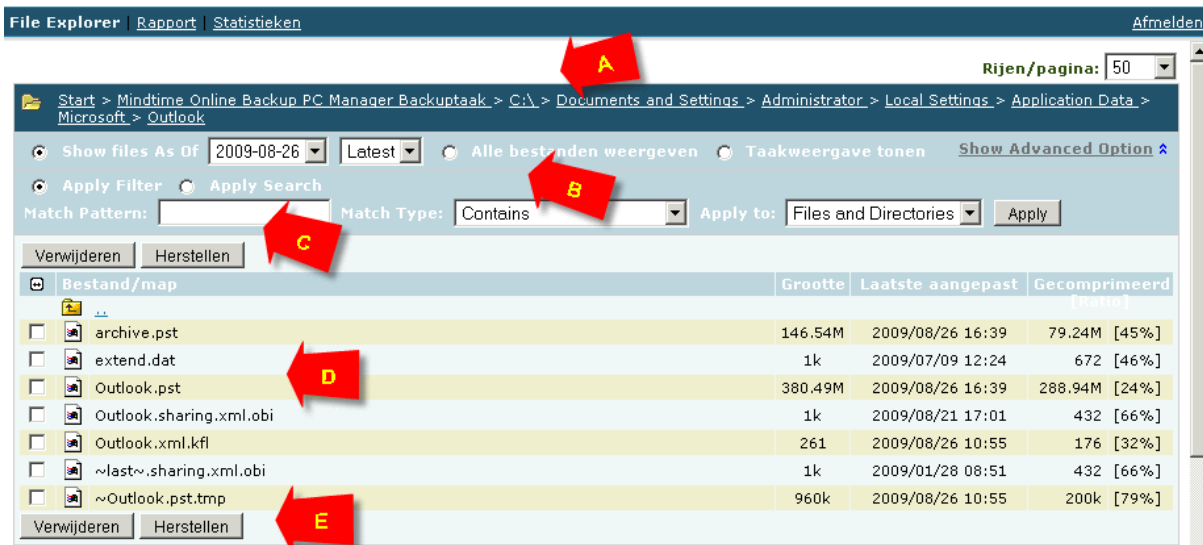 File Explorer | Rapport | Statistieken Afmelden
A
Rijen/pagina: 50
Start > Mindtime Online Backup PC Manager Backuptaak > C:\ > Documents and Settings > Administrator > Local Settings > Application Data >
Microsoft > Outlook
Show files As Of 2009-08-26 Latest Alle bestanden weergeven Taakweergave tonen Show Advanced Option
B
Apply Filter Apply Search
Match Pattern: Match Type: Contains Apply to: Files and Directories Apply
C
Verwijderen Herstellen
Bestand/map Grootte Laatste aangepast Gecomprimeerd
[Ratio]
..
archive.pst 146.54M 2009/08/26 16:39 79.24M [45%]
extend.dat 1k 2009/07/09 12:24 672 [46%]
D
Outlook.pst 380.49M 2009/08/26 16:39 288.94M [24%]
Outlook.sharing.xml.obi 1k 2009/08/21 17:01 432 [66%]
Outlook.xml.kfl 261 2009/08/26 10:55 176 [32%]
~last~.sharing.xml.obi 1k 2009/01/28 08:51 432 [66%]
~Outlook.pst.tmp 960k 2009/08/26 10:55 200k [79%]
Verwijderen Herstellen
E